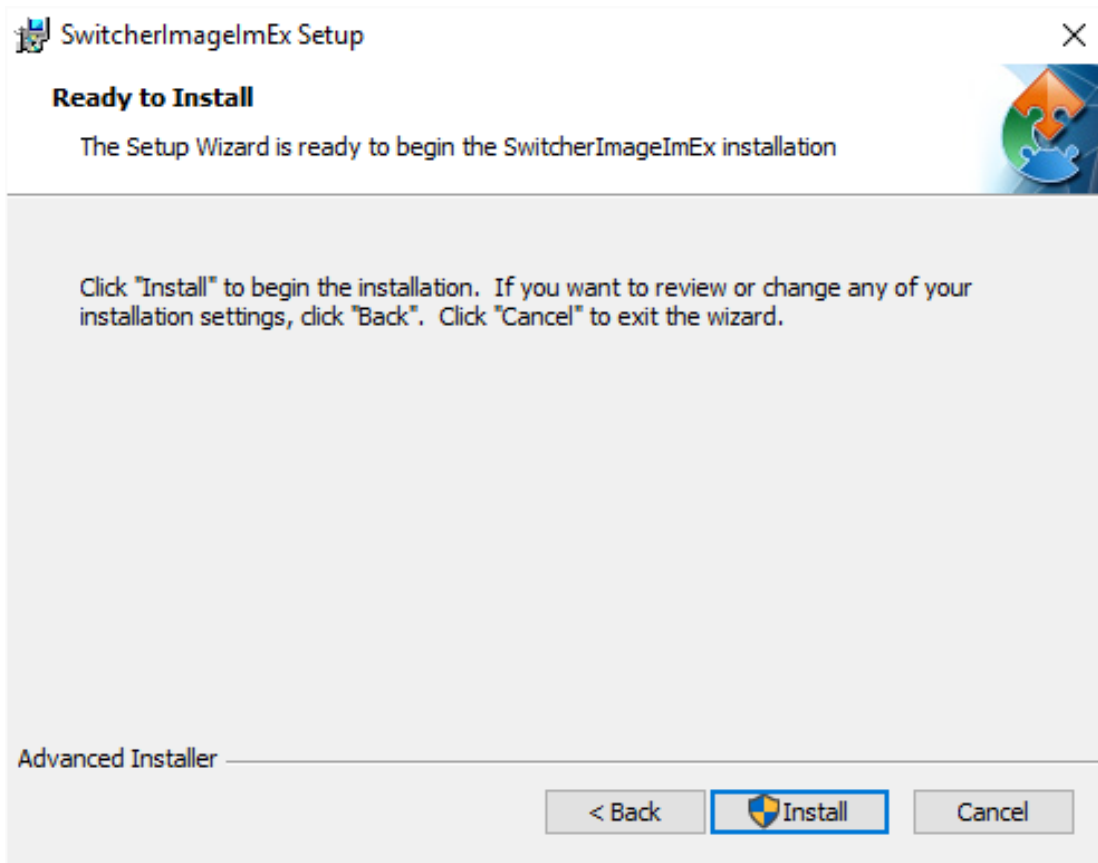 SwitcherImageImEx Setup
Ready to Install
The Setup Wizard is ready to begin the SwitcherImageImEx installation
Click "Install" to begin the installation.  If you want to review or change any of your
installation settings, click "Back".  Click "Cancel" to exit the wizard.
Advanced Installer
< Back
Install
Cancel